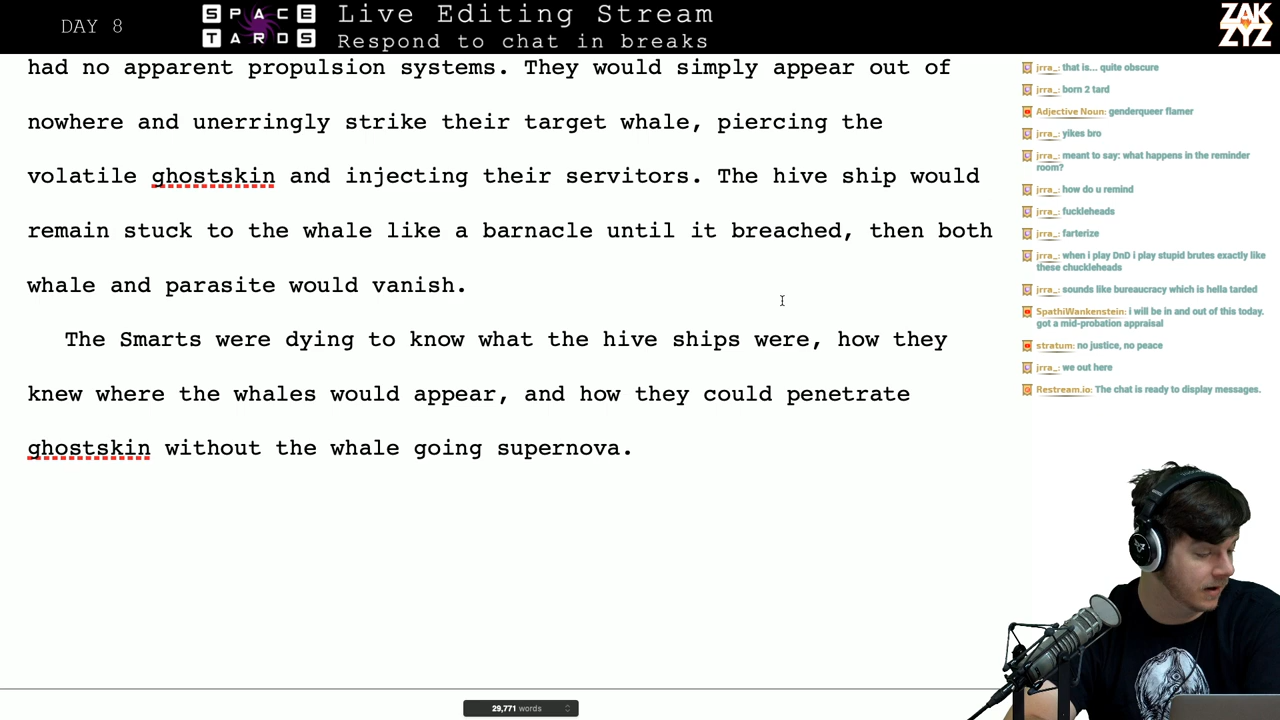 DAY 8
SPACE
TARDS
Live Editing Stream
Respond to chat in breaks
ZAK
ZYZ
had no apparent propulsion systems. They would simply appear out of
nowhere and unerringly strike their target whale, piercing the
volatile ghostskin and injecting their servitors. The hive ship would
remain stuck to the whale like a barnacle until it breached, then both
whale and parasite would vanish.
The Smarts were dying to know what the hive ships were, how they
knew where the whales would appear, and how they could penetrate
ghostskin without the whale going supernova.
jrra_: that is... quite obscure
jrra_: born 2 tard
Adjective Noun: genderqueer flamer
jrra_: yikes bro
jrra_: meant to say: what happens in the reminder
room?
jrra_: how do u remind
jrra_: fuckleheads
jrra_: farterize
jrra_: when i play DnD i play stupid brutes exactly like
these chuckleheads
jrra_: sounds like bureaucracy which is hella tarded
SpathiWankenstein: i will be in and out of this today.
got a mid-probation appraisal
stratum: no justice, no peace
jrra_: we out here
Restream.io: The chat is ready to display messages.
29,771 words